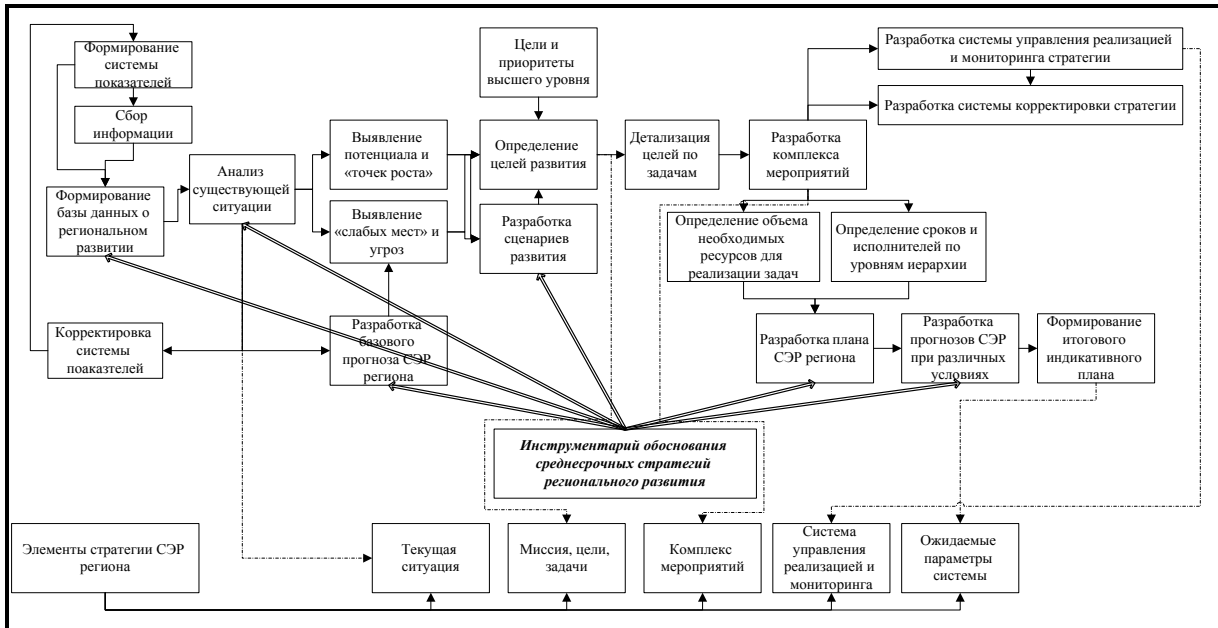 Формирование
системы
показателей
Сбор
информации
Формирование
базы данных о
региональном
развитии
Анализ
существующей
ситуации
Выявление
потенциала и
«точек роста»
Выявление
«слабых мест» и
угроз
Цели и
приоритеты
высшего уровня
Определение
целей развития
Разработка
сценариев
развития
Детализация
целей по
задачам
Разработка
комплекса
мероприятий
Разработка системы управления реализацией
и мониторинга стратегии
Разработка системы корректировки стратегии
Определение объема
необходимых
ресурсов для
реализации задач
Определение сроков и
исполнителей по
уровням иерархии
Корректировка
системы
поаказтелей
Разработка
базового
прогноза СЭР
региона
Разработка плана
СЭР региона
Разработка
прогнозов СЭР
при различных
условиях
Формирование
итогового
индикативного
плана
Инструментарий обоснования
среднесрочных стратегий
регионального развития
Элементы стратегии СЭР
региона
Текущая
ситуация
Миссия, цели,
задачи
Комплекс
мероприятий
Система
управления
реализацией и
мониторинга
Ожидаемые
параметры
системы